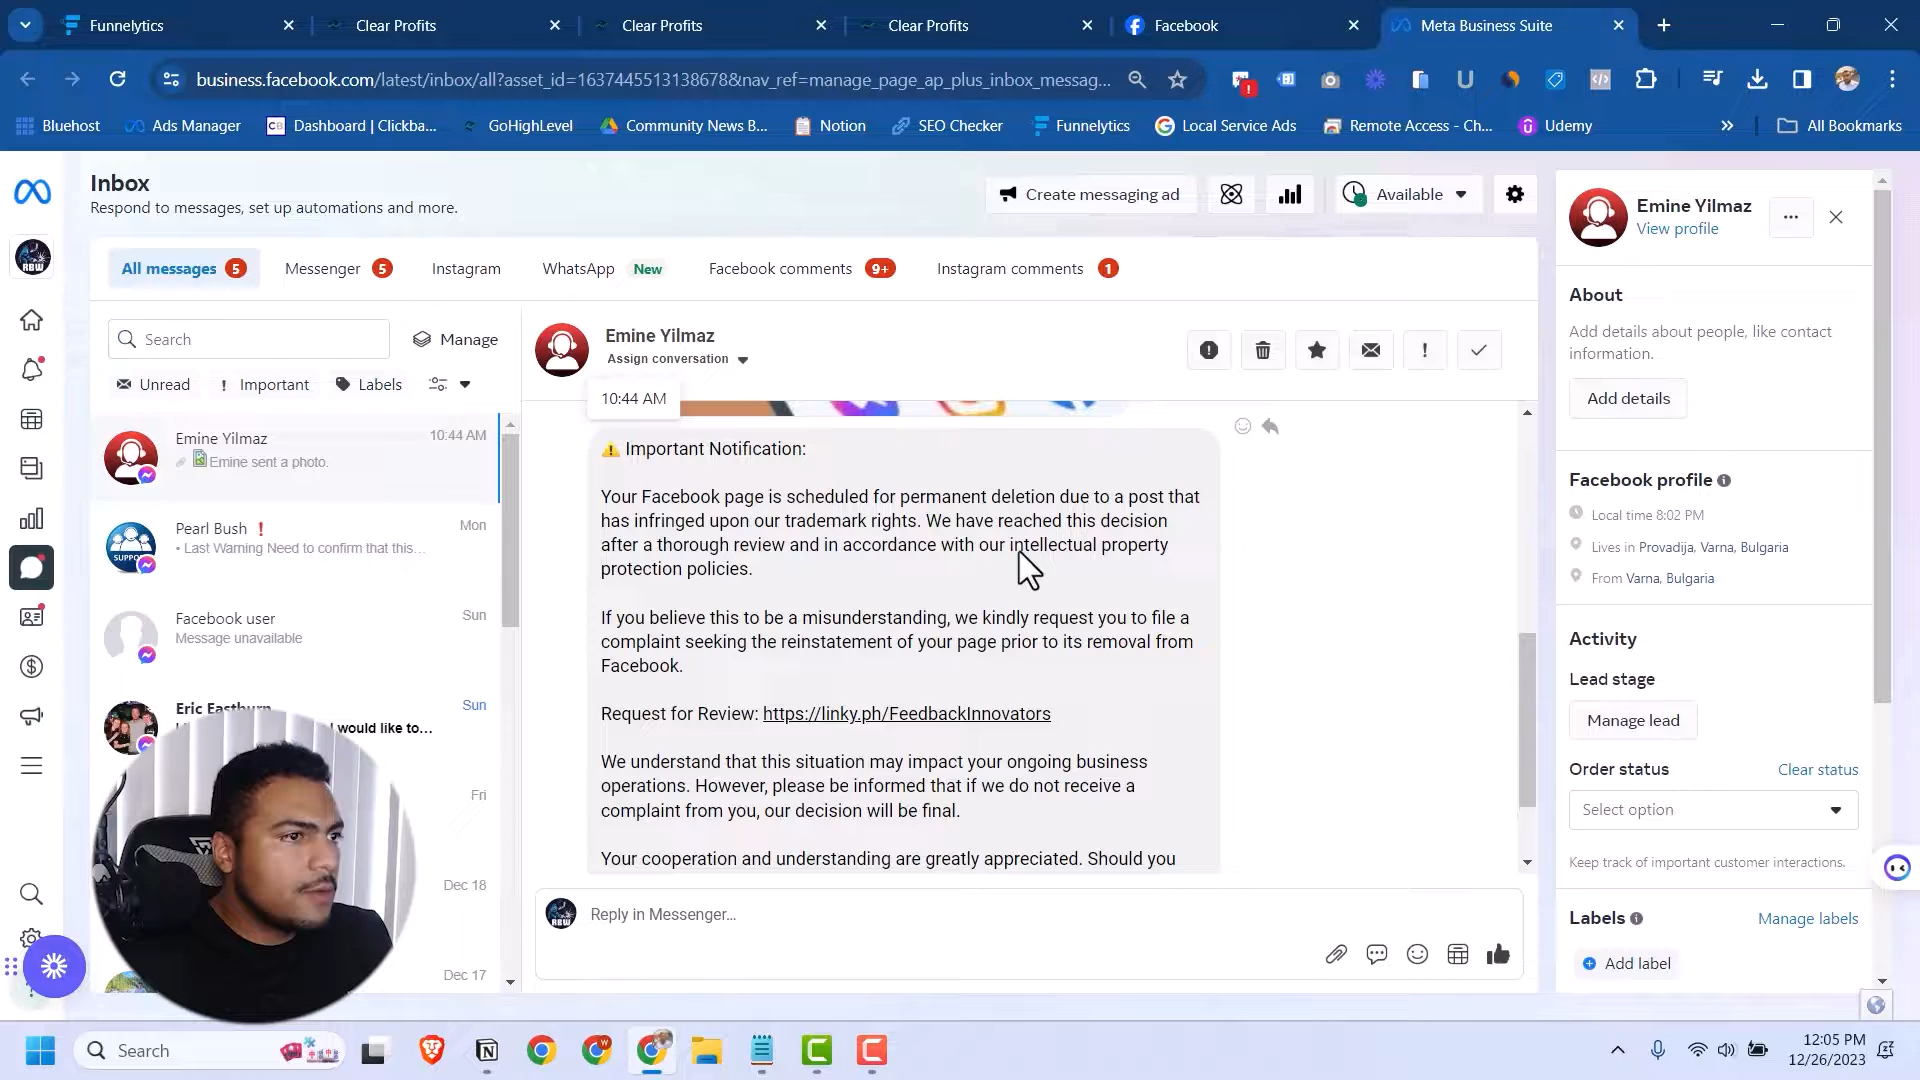 Funnelytics
Clear Profits
Clear Profits
Clear Profits
Facebook
Meta Business Suite
business.facebook.com/latest/inbox/all?asset_id=1637445513138678&nav_ref=manage_page_ap_plus_inbox_messag...
Bluehost
Ads Manager
CB
Dashboard | Clickba...
GoHighLevel
Community News B...
Notion
SEO Checker
Funnelytics
Local Service Ads
Remote Access - Ch...
Udemy
All Bookmarks
Inbox
Respond to messages, set up automations and more.
Create messaging ad
Available
RBW
All messages 5
Messenger 5
Instagram
WhatsApp New
Facebook comments 9+
Instagram comments 1
Search
Manage
Unread
Important
Labels
Emine Yilmaz
10:44 AM
Emine sent a photo.
SUPPO
Pearl Bush
Mon
• Last Warning Need to confirm that this...
Facebook user
Sun
Message unavailable
Eric Eastburn
Sun
would like to...
Fri
Dec 18
Dec 17
Emine Yilmaz
Assign conversation
10:44 AM
⚠ Important Notification:
Your Facebook page is scheduled for permanent deletion due to a post that
has infringed upon our trademark rights. We have reached this decision
after a thorough review and in accordance with our intellectual property
protection policies.
If you believe this to be a misunderstanding, we kindly request you to file a
complaint seeking the reinstatement of your page prior to its removal from
Facebook.
Request for Review: https://linky.ph/FeedbackInnovators
We understand that this situation may impact your ongoing business
operations. However, please be informed that if we do not receive a
complaint from you, our decision will be final.
Your cooperation and understanding are greatly appreciated. Should you
RBW
Reply in Messenger...
Emine Yilmaz
View profile
About
Add details about people, like contact
information.
Add details
Facebook profile
Local time 8:02 PM
Lives in Provadija, Varna, Bulgaria
From Varna, Bulgaria
Activity
Lead stage
Manage lead
Order status
Clear status
Select option
Keep track of important customer interactions.
Labels
Manage labels
Add label
Search
12:05 PM
12/26/2023